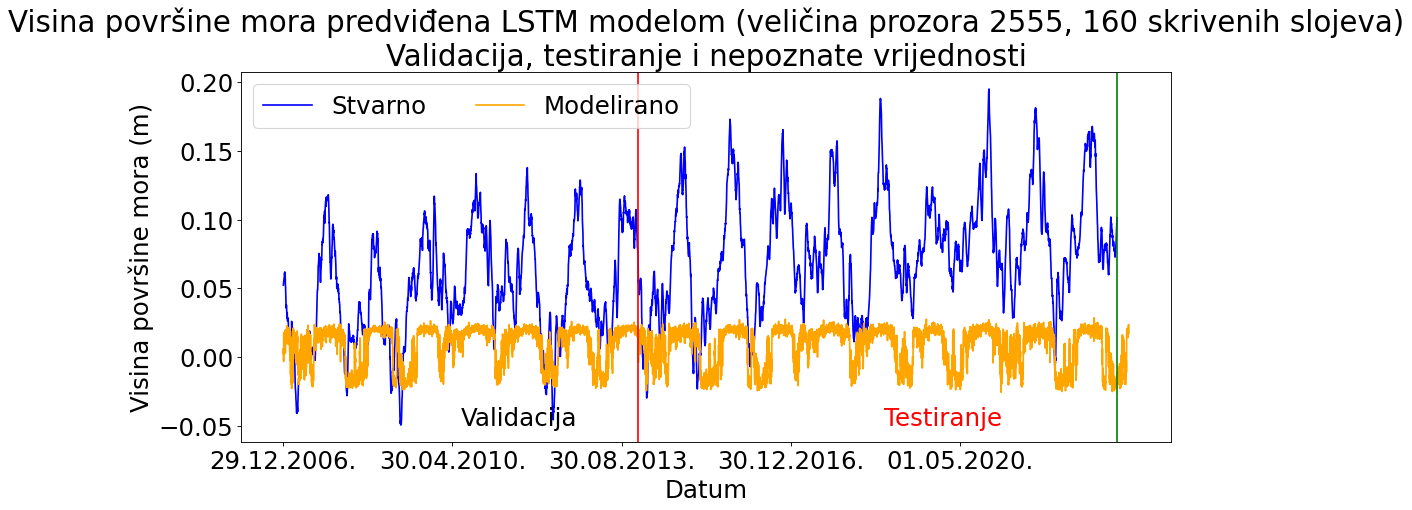 Visina površine mora predviđena LSTM modelom (veličina prozora 2555, 160 skrivenih slojeva)
Validacija, testiranje i nepoznate vrijednosti
Stvarno Modelirano
Visina površine mora (m)
0.20
0.15
0.10
0.05
0.00
−0.05
Validacija
Testiranje
29.12.2006. 30.04.2010. 30.08.2013. 30.12.2016. 01.05.2020.
Datum